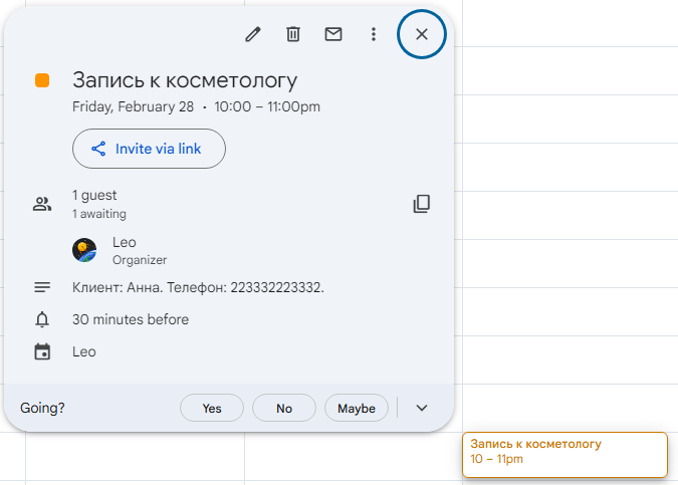 Запись к косметологу
Friday, February 28 • 10:00 – 11:00pm
Invite via link
1 guest
1 awaiting
Leo
Organizer
Клиент: Анна. Телефон: 223332223332.
30 minutes before
Leo
Going?
Yes
No
Maybe
Запись к косметологу
10 – 11pm